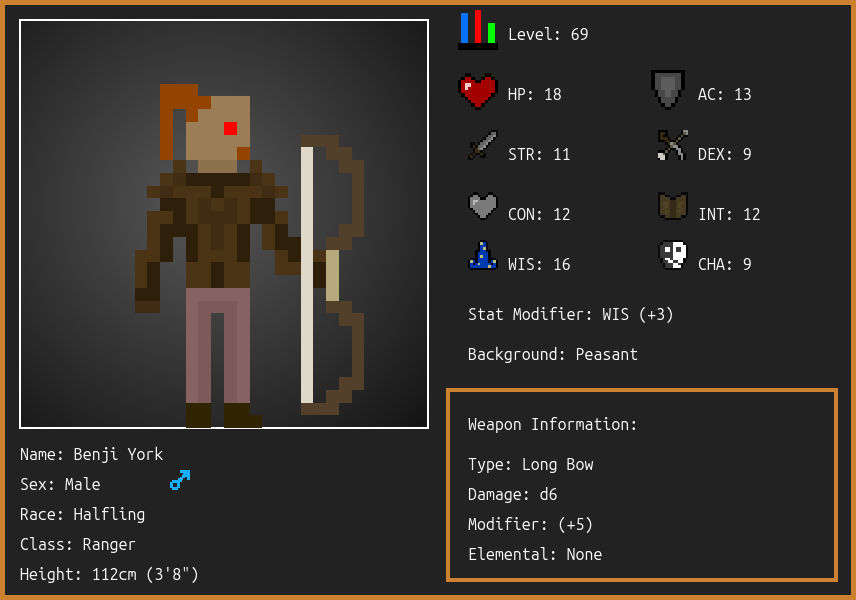 Level: 69
HP: 18
AC: 13
STR: 11
DEX: 9
CON: 12
INT: 12
WIS: 16
CHA: 9
Stat Modifier: WIS (+3)
Background: Peasant
Weapon Information:
Type: Long Bow
Damage: d6
Modifier: (+5)
Elemental: None
Name: Benji York
Sex: Male
Race: Halfling
Class: Ranger
Height: 112cm (3'8")